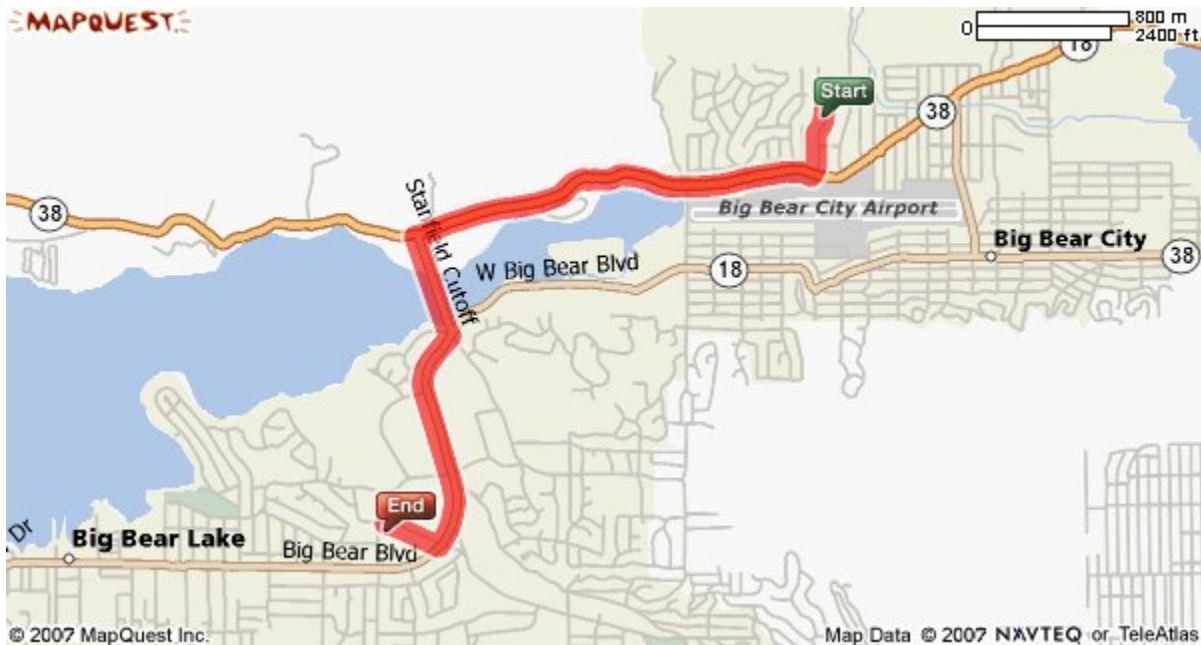 MAPQUEST
0
800 m
2400 ft.
18
Start
38
38
Stanfield Cutoff
Big Bear City Airport
Big Bear City
W Big Bear Blvd
18
38
End
Dr
Big Bear Lake
Big Bear Blvd
© 2007 MapQuest Inc.
Map Data © 2007 NAVTEQ or TeleAtlas